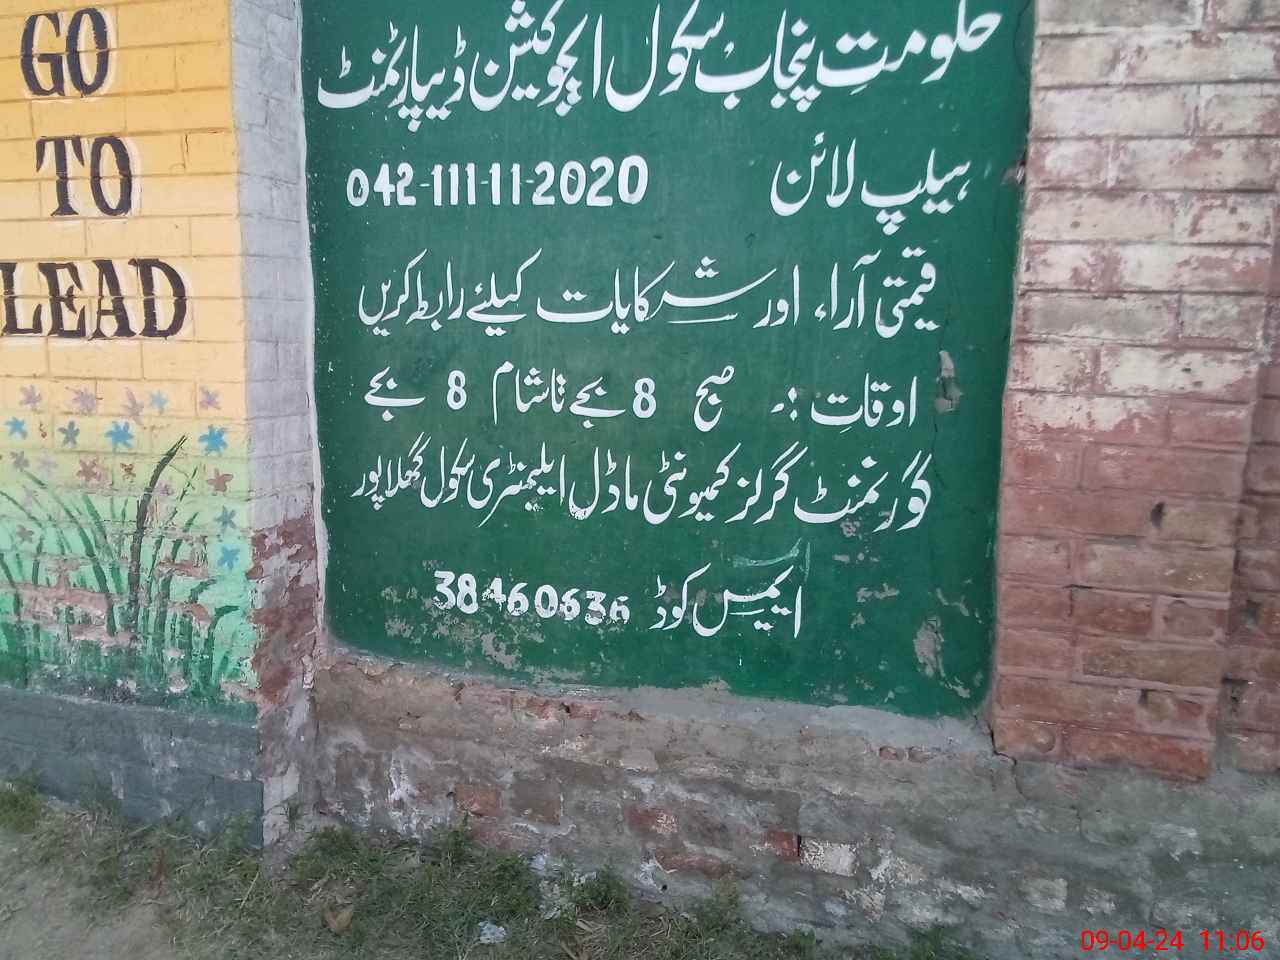 GO
TO
LEAD
حکومتِ پنجاب سکول ایجوکیشن ڈیپارٹمنٹ
ہیلپ لائن 042-111-11-2020
قیمتی آراء، اور شکایات کیلئے رابطہ کریں
اوقات :۔ صبح 8 بجے تا شام 8 بجے
گورنمنٹ گرلز کمیونٹی ماڈل ایلیمنٹری سکول گھلاپور
ایمس کوڈ 38460636
09-04-24 11:06